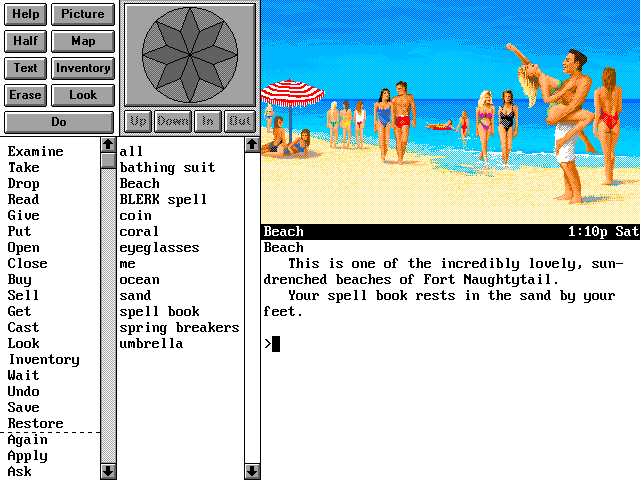 Help
Picture
Half
Map
Text
Inventory
Erase
Look
Do
Up
Down
In
Out
Examine
Take
Drop
Read
Give
Put
Open
Close
Buy
Sell
Get
Cast
Look
Inventory
Wait
Undo
Save
Restore
Again
Apply
Ask
all
bathing suit
Beach
BLERK spell
coin
coral
eyeglasses
me
ocean
sand
spell book
spring breakers
umbrella
Beach 1:10p Sat
Beach
This is one of the incredibly lovely, sun-
drenched beaches of Fort Naughtytail.
Your spell book rests in the sand by your
feet.
>